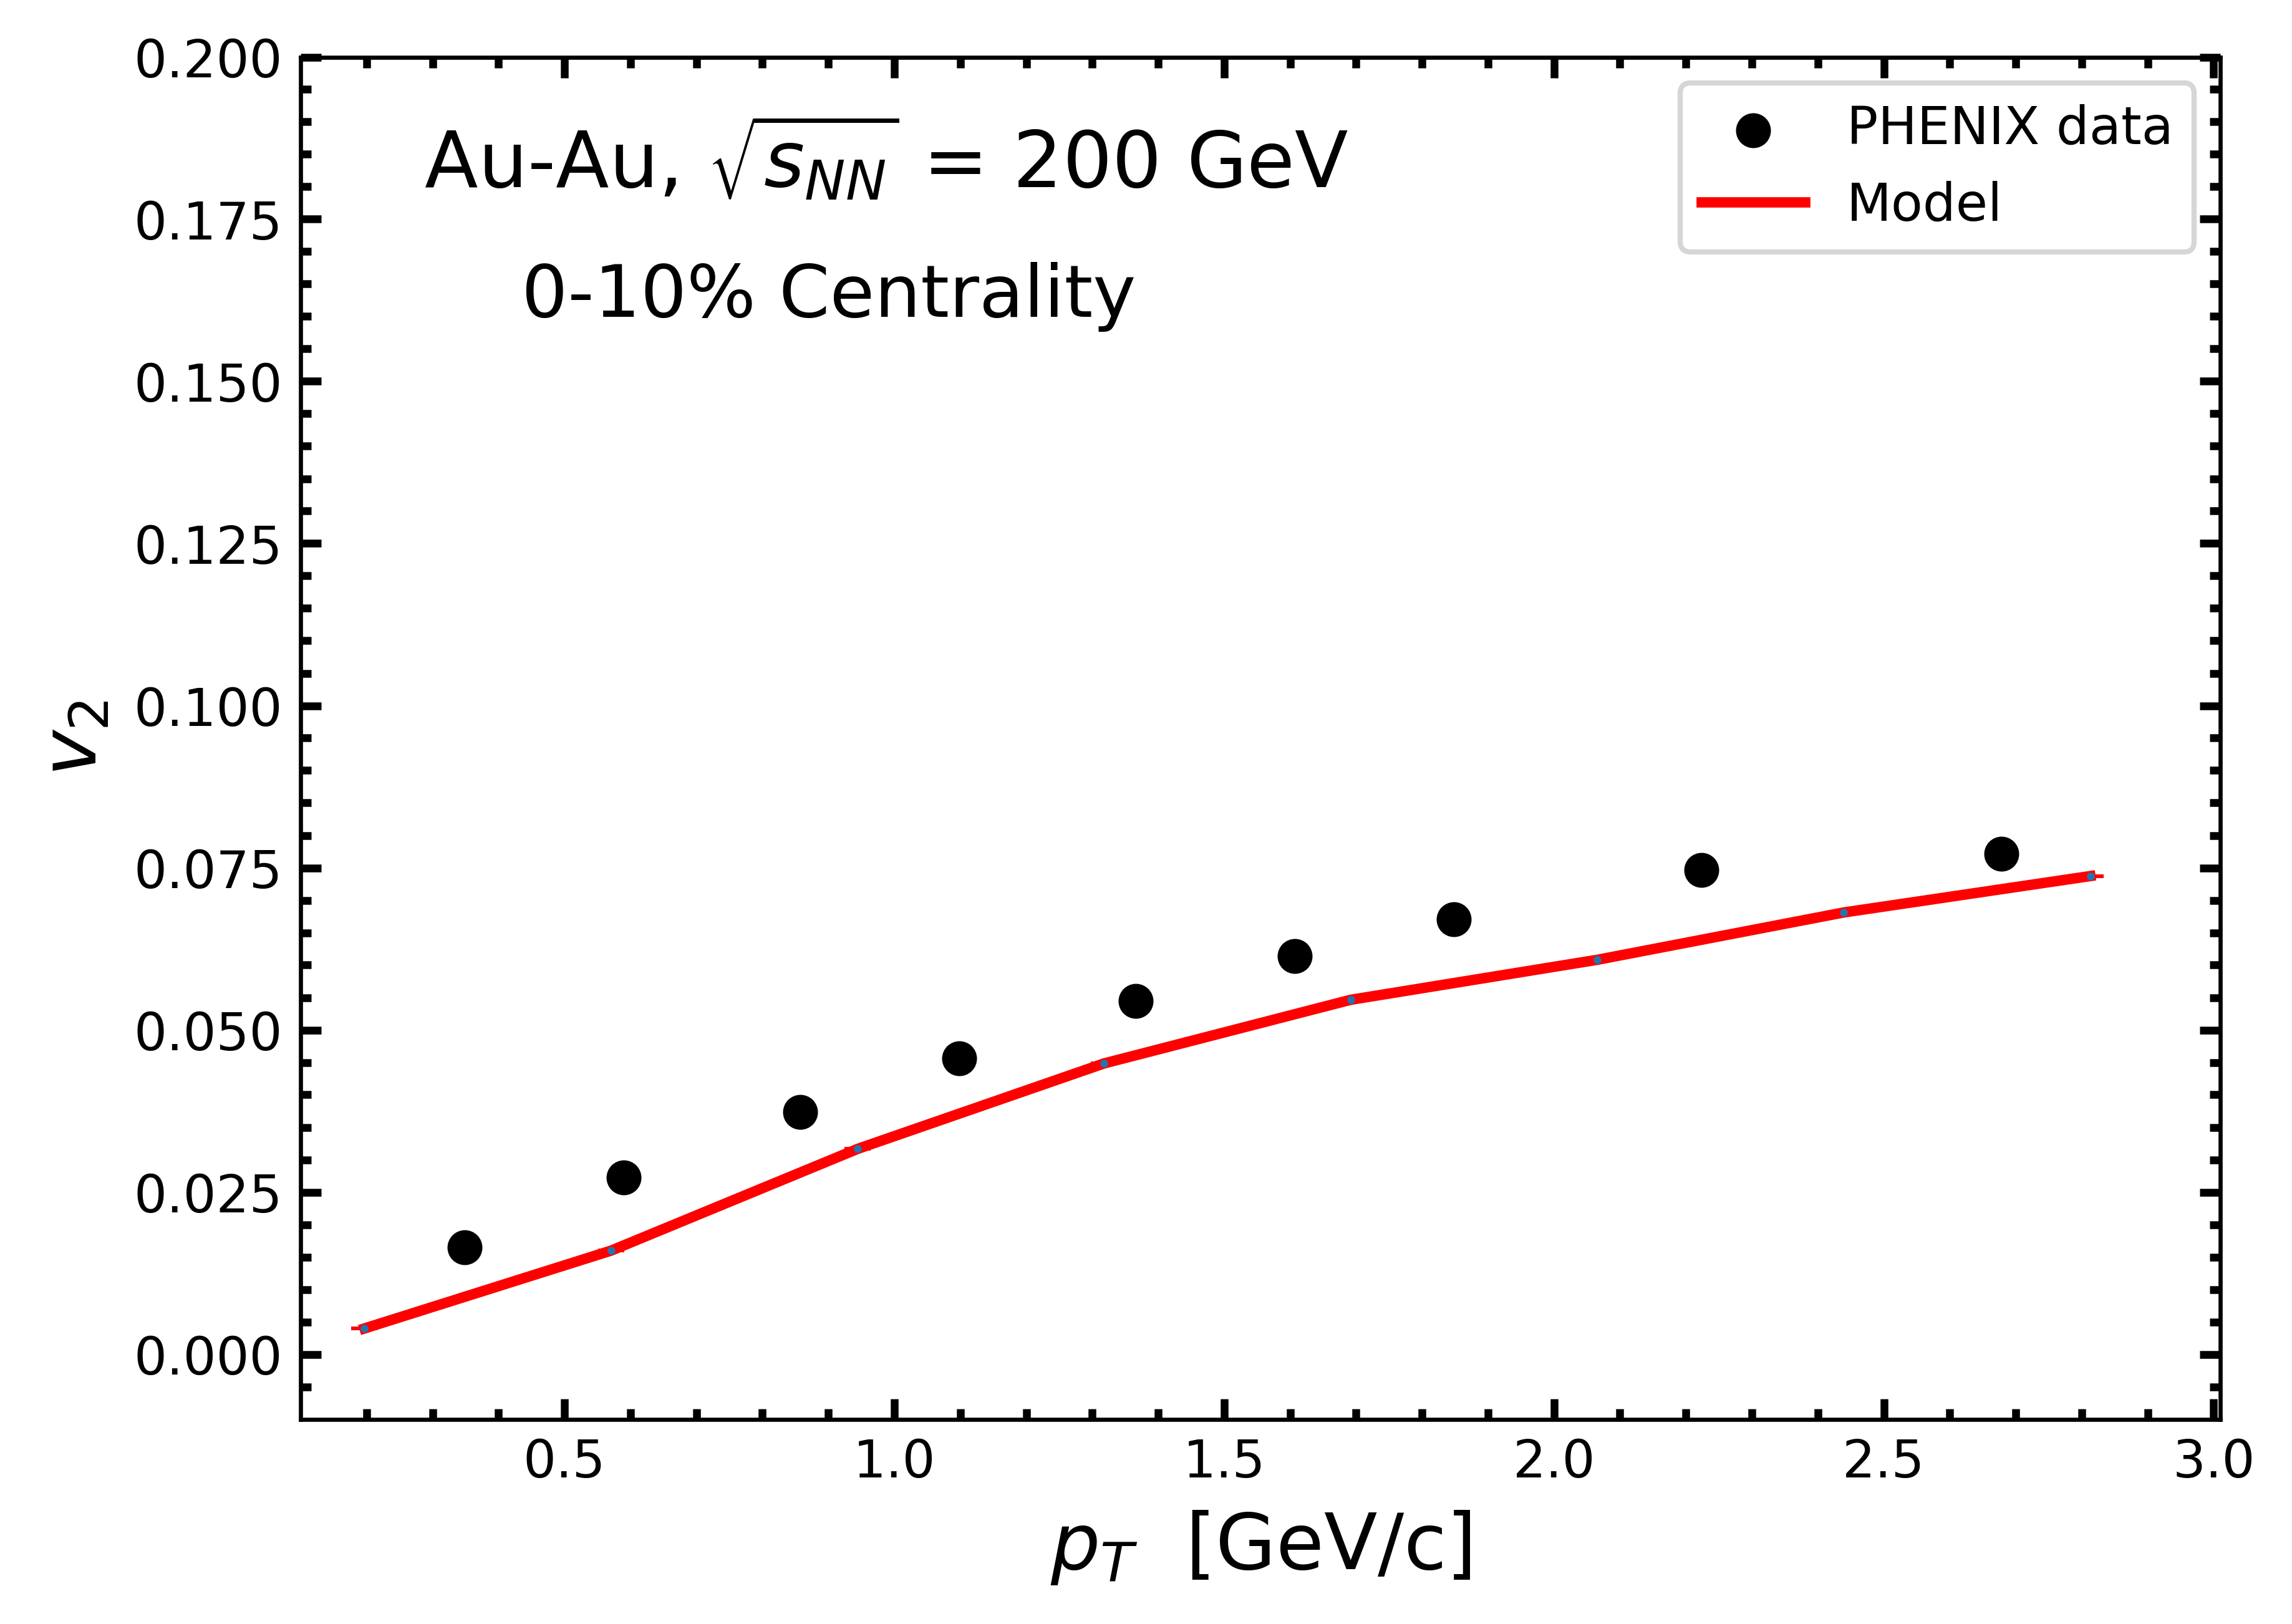 Au-Au, √s_NN = 200 GeV
0-10% Centrality
PHENIX data
Model
0.200
0.175
0.150
0.125
0.100
0.075
0.050
0.025
0.000
v₂
0.5 1.0 1.5 2.0 2.5 3.0
p_T [GeV/c]